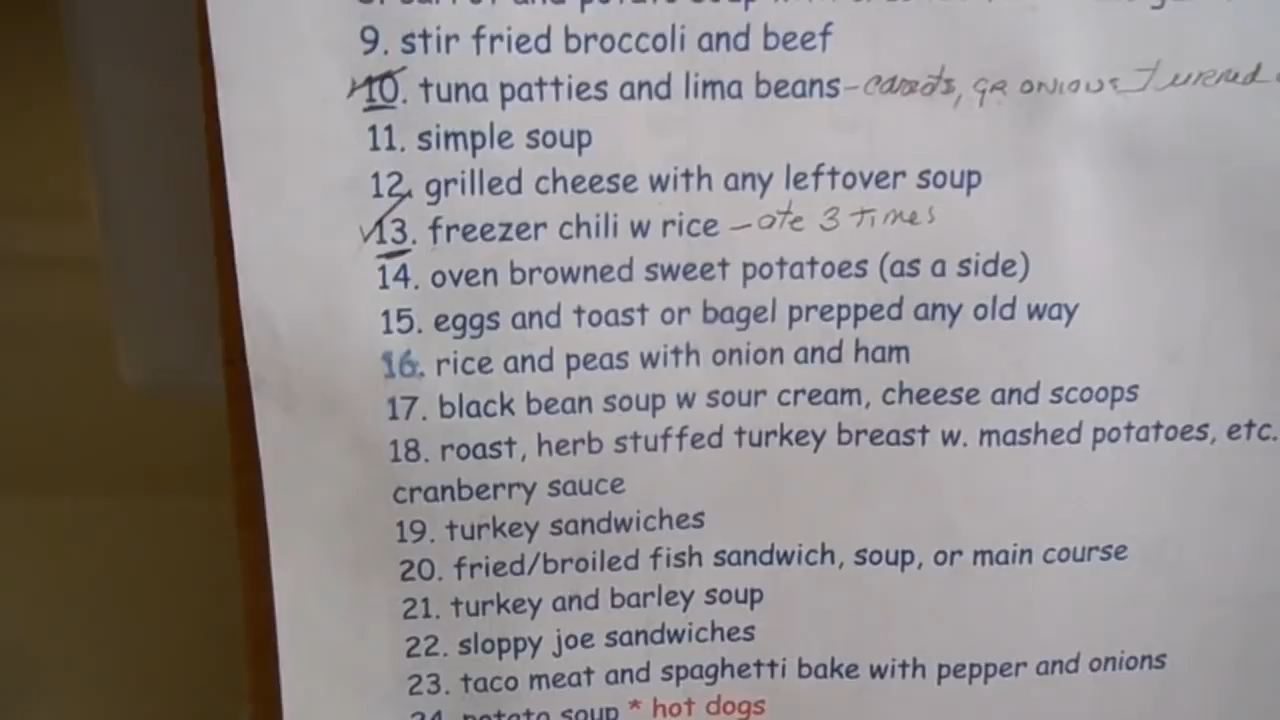 9. stir fried broccoli and beef
10. tuna patties and lima beans - carrots, gr onions turned
11. simple soup
12. grilled cheese with any leftover soup
13. freezer chili w rice - ate 3 times
14. oven browned sweet potatoes (as a side)
15. eggs and toast or bagel prepped any old way
16. rice and peas with onion and ham
17. black bean soup w sour cream, cheese and scoops
18. roast, herb stuffed turkey breast w. mashed potatoes, etc.
cranberry sauce
19. turkey sandwiches
20. fried/broiled fish sandwich, soup, or main course
21. turkey and barley soup
22. sloppy joe sandwiches
23. taco meat and spaghetti bake with pepper and onions
24. potato soup * hot dogs